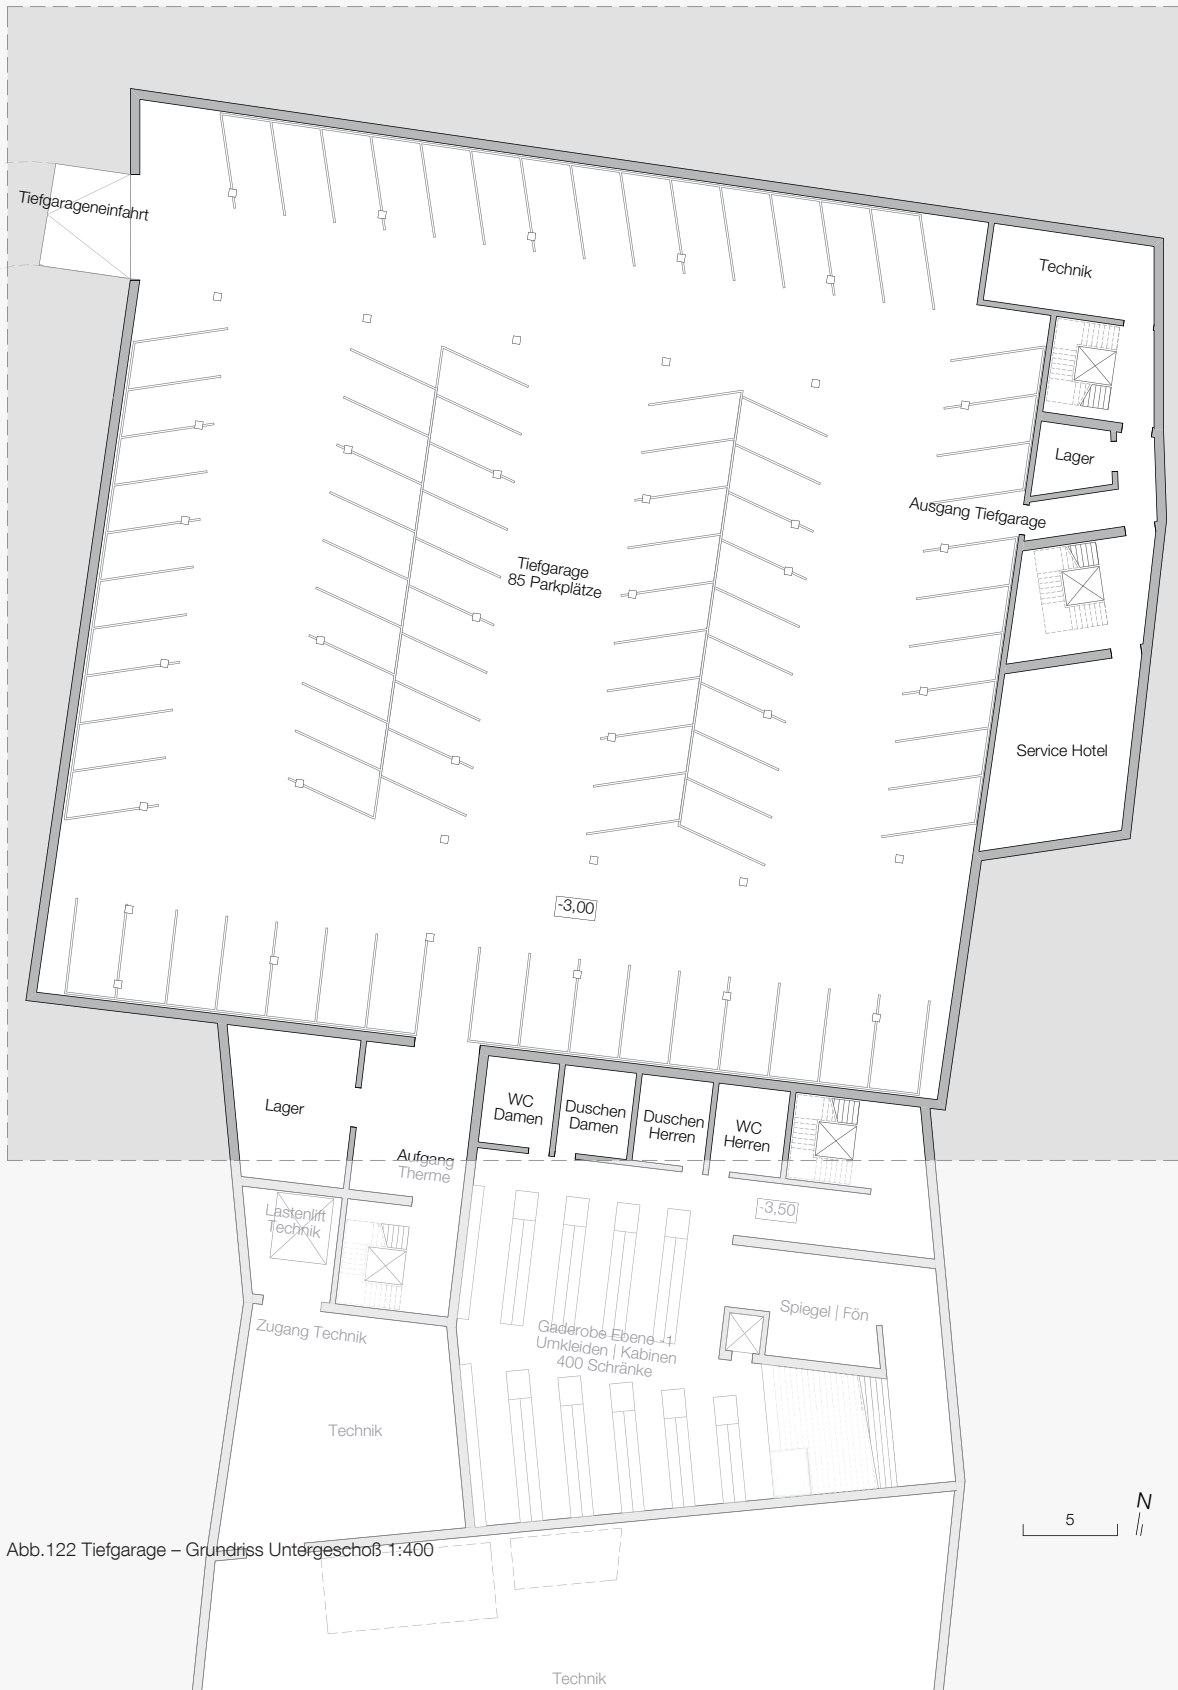 Tiefgarageneinfahrt
Technik
Lager
Ausgang Tiefgarage
Tiefgarage
85 Parkplätze
Service Hotel
-3,00
Lager
WC
Damen
Duschen
Damen
Duschen
Herren
WC
Herren
Aufgang
Therme
-3,50
Lastenlift
Technik
Spiegel | Fön
Zugang Technik
Gaderobe Ebene -1
Umkleiden | Kabinen
400 Schränke
Technik
N
5
Abb.122 Tiefgarage – Grundriss Untergeschoß 1:400
Technik